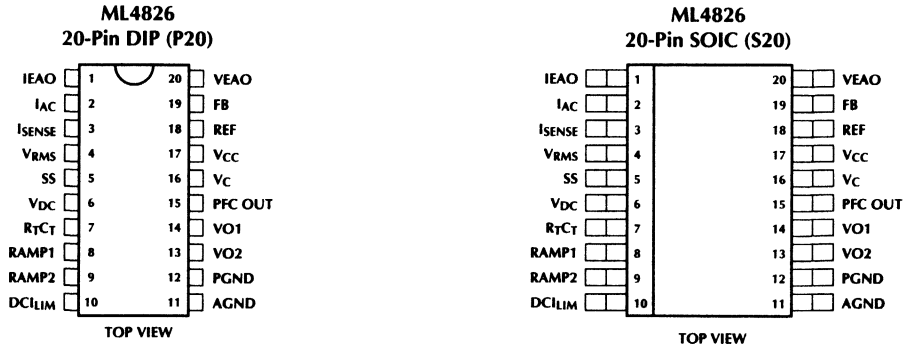 ML4826
20-Pin DIP (P20)
IEAO 1 20 VEAO
IAC 2 19 FB
ISENSE 3 18 REF
VRMS 4 17 VCC
SS 5 16 VC
VDC 6 15 PFC OUT
RTCT 7 14 VO1
RAMP1 8 13 VO2
RAMP2 9 12 PGND
DCILIM 10 11 AGND
TOP VIEW
ML4826
20-Pin SOIC (S20)
IEAO 1 20 VEAO
IAC 2 19 FB
ISENSE 3 18 REF
VRMS 4 17 VCC
SS 5 16 VC
VDC 6 15 PFC OUT
RTCT 7 14 VO1
RAMP1 8 13 VO2
RAMP2 9 12 PGND
DCILIM 10 11 AGND
TOP VIEW